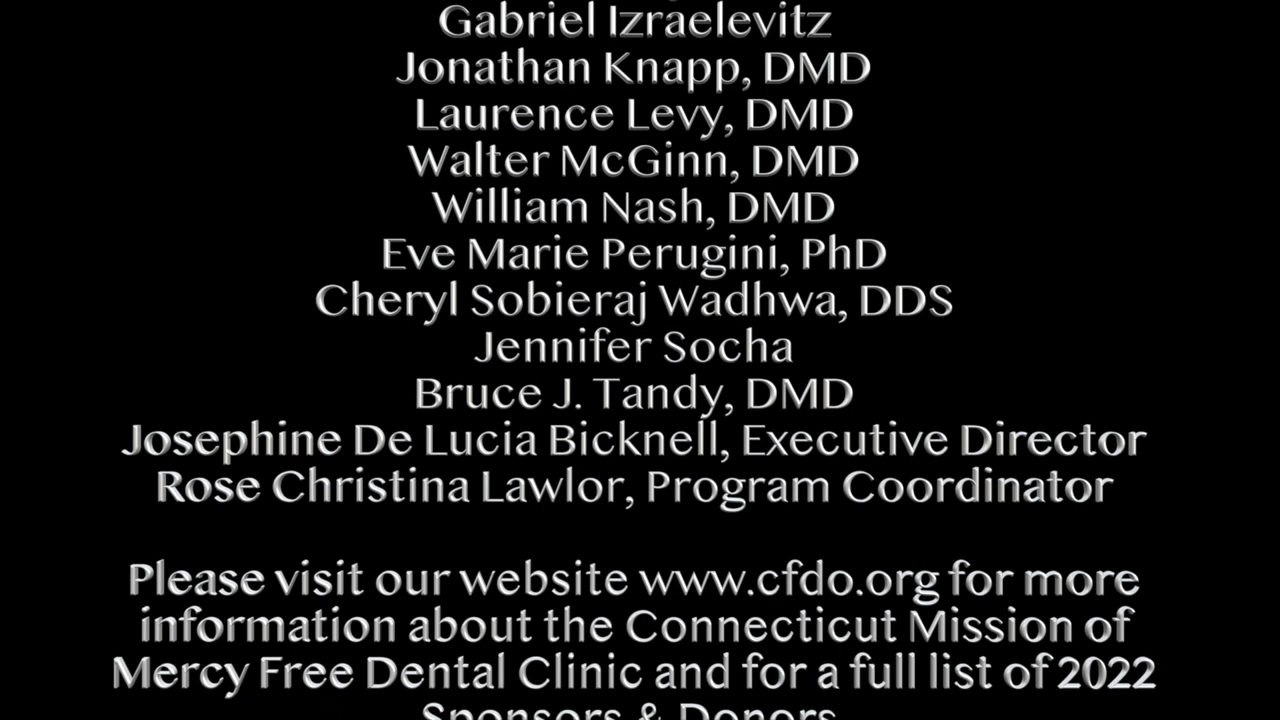 Gabriel Izraelevitz
Jonathan Knapp, DMD
Laurence Levy, DMD
Walter McGinn, DMD
William Nash, DMD
Eve Marie Perugini, PhD
Cheryl Sobieraj Wadhwa, DDS
Jennifer Socha
Bruce J. Tandy, DMD
Josephine De Lucia Bicknell, Executive Director
Rose Christina Lawlor, Program Coordinator
Please visit our website www.cfdo.org for more
information about the Connecticut Mission of
Mercy Free Dental Clinic and for a full list of 2022
Sponsors & Donors